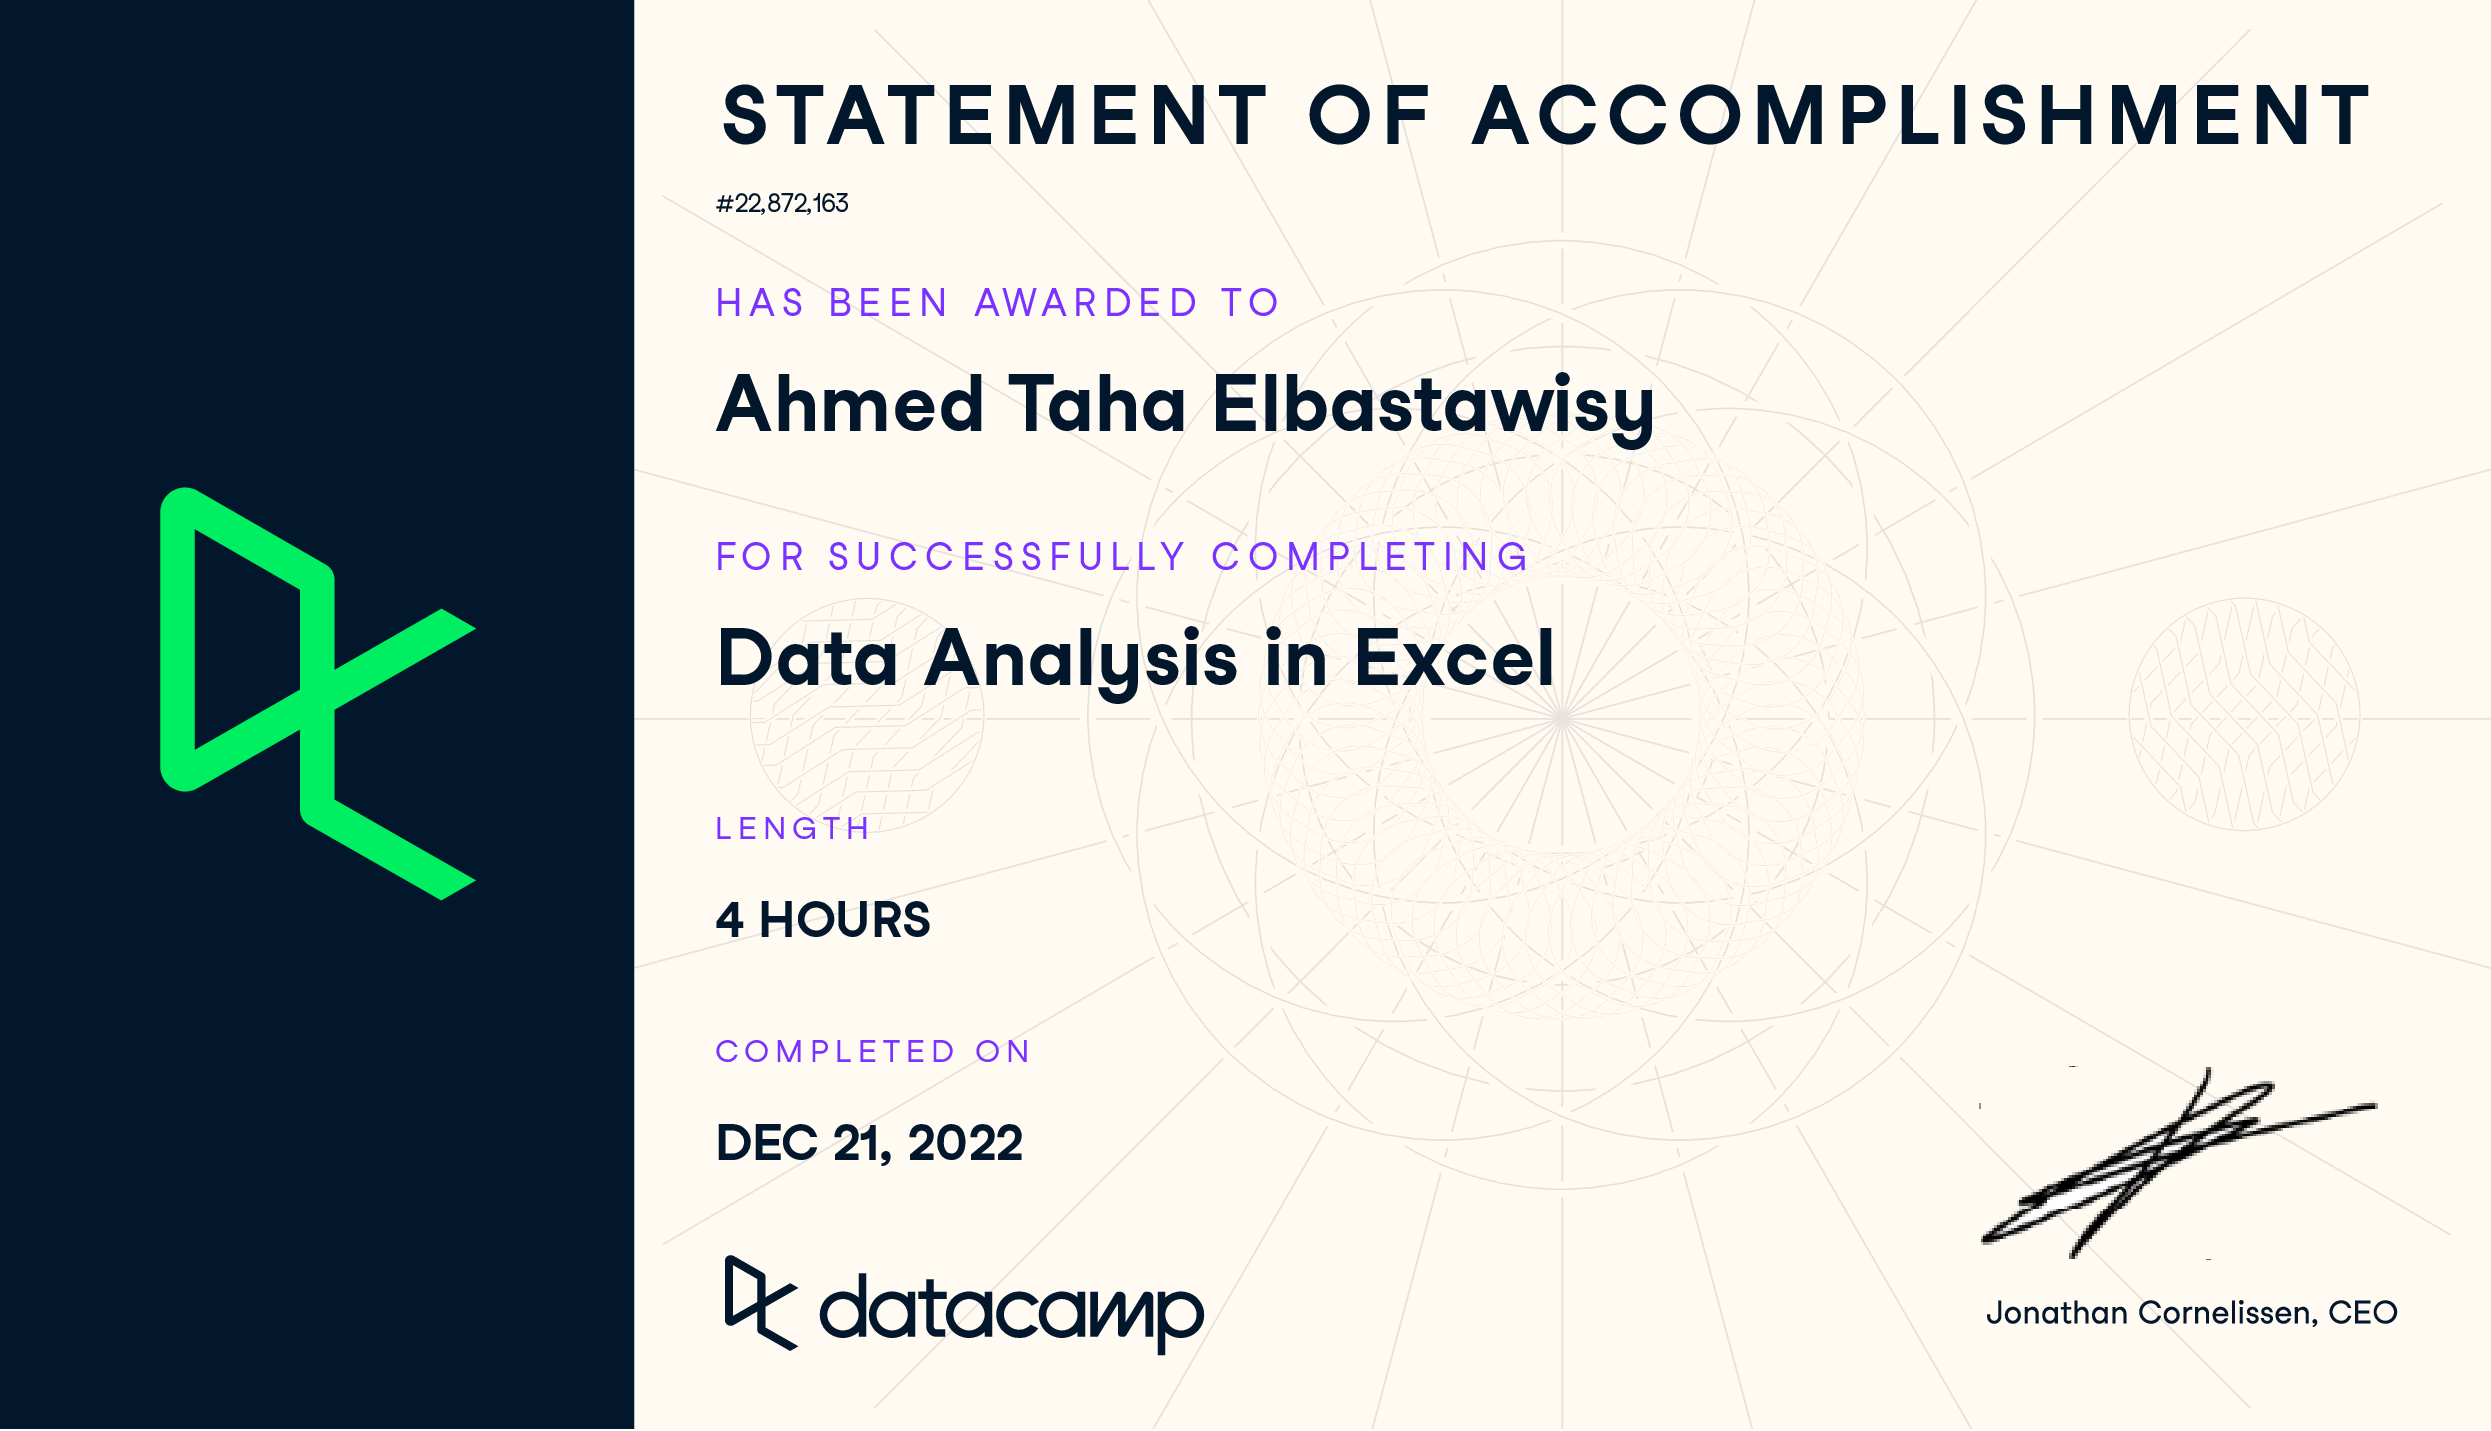 STATEMENT OF ACCOMPLISHMENT
#22,872,163
HAS BEEN AWARDED TO
Ahmed Taha Elbastawisy
FOR SUCCESSFULLY COMPLETING
Data Analysis in Excel
LENGTH
4 HOURS
COMPLETED ON
DEC 21, 2022
datacamp
Jonathan Cornelissen, CEO